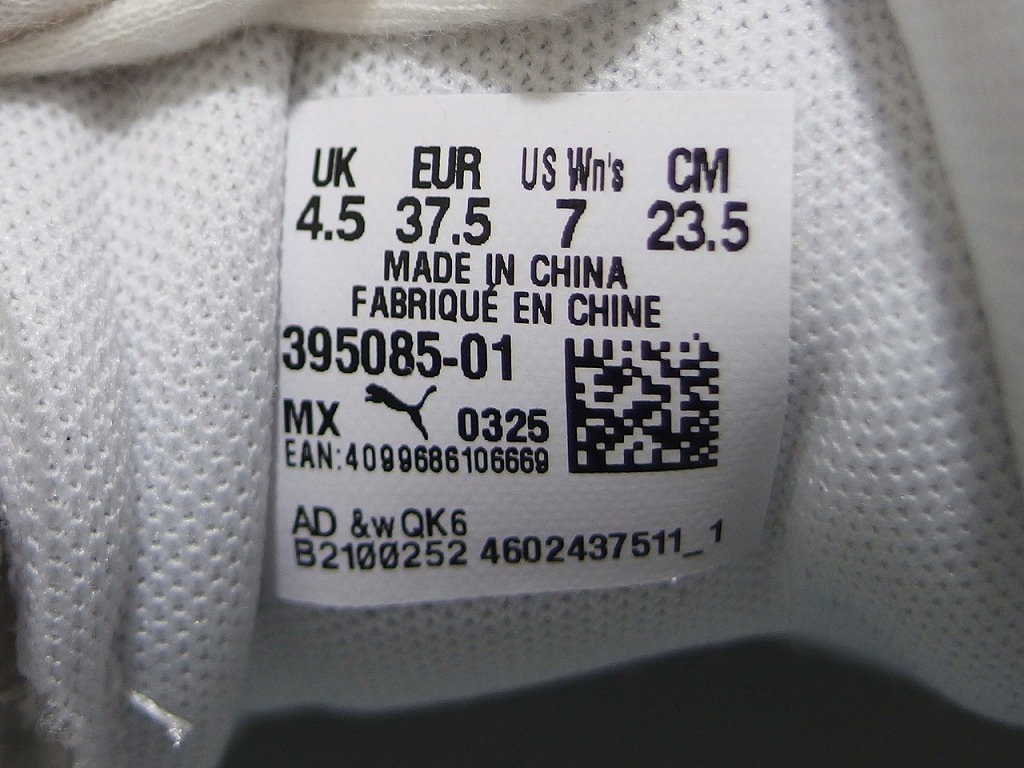 UK EUR US Wn's CM
4.5 37.5 7 23.5
MADE IN CHINA
FABRIQUÉ EN CHINE
395085-01
MX 0325
EAN:4099686106669
AD &wQK6
B2100252 4602437511_1